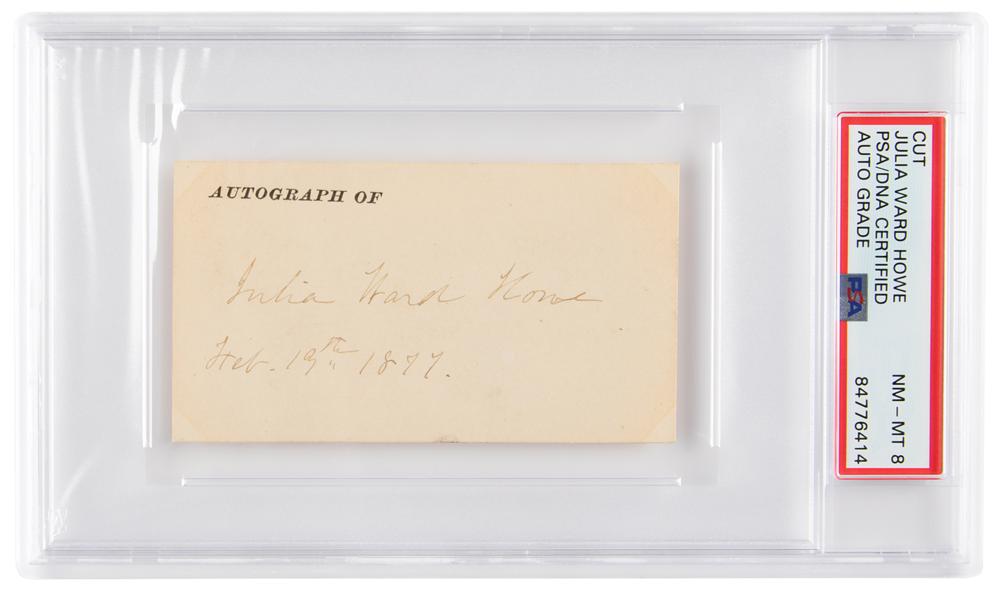 AUTOGRAPH OF
Julia Ward Howe
Feb. 19th 1877.
CUT
JULIA WARD HOWE
PSA/DNA CERTIFIED
AUTO GRADE
PSA
NM – MT 8
84776414